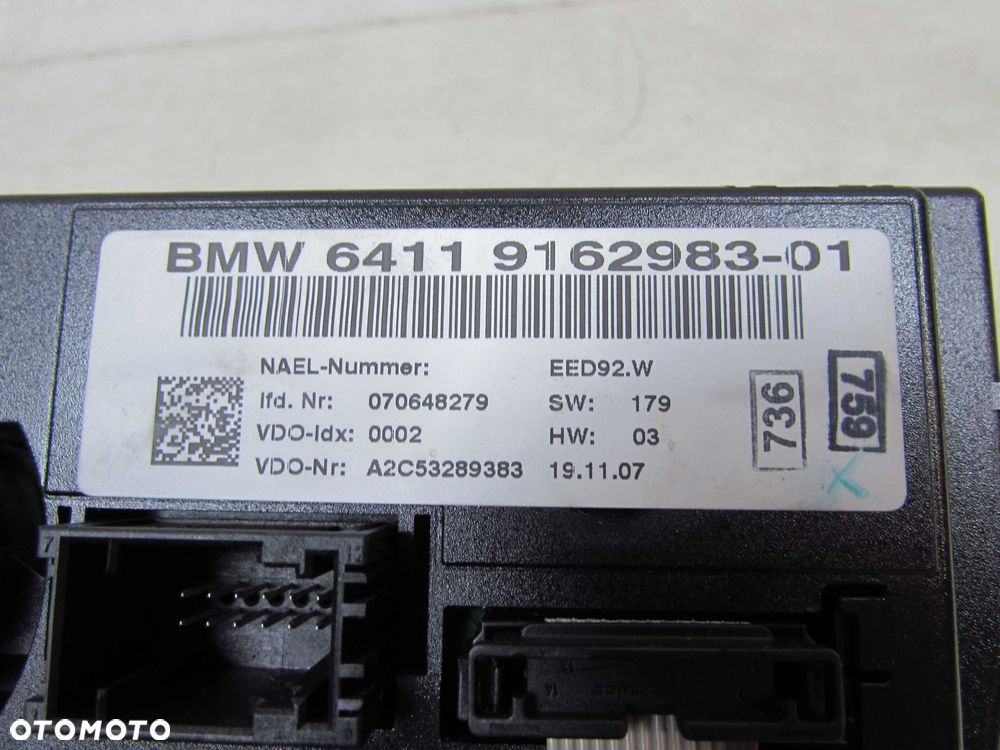 BMW 6411 9162983-01
NAEL-Nummer: EED92.W
lfd. Nr: 070648279 SW: 179
VDO-Idx: 0002 HW: 03
VDO-Nr: A2C53289383 19.11.07
736
759
X
OTOMOTO